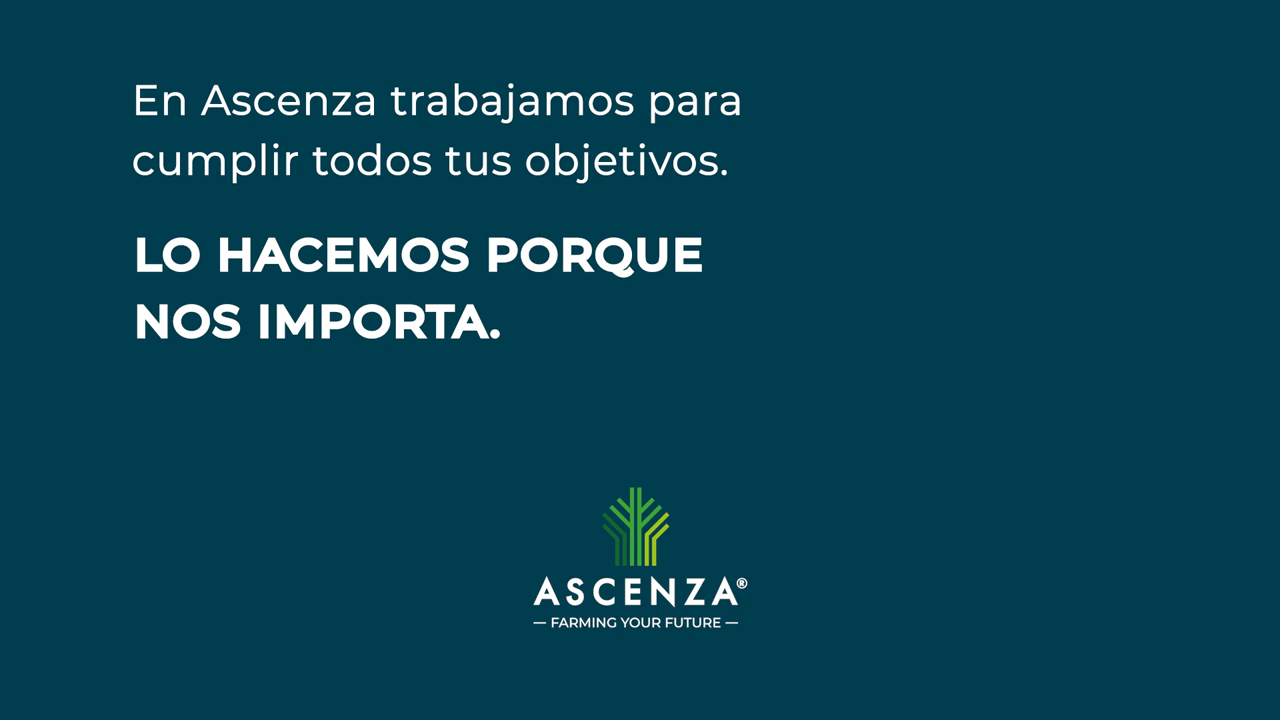 En Ascenza trabajamos para
cumplir todos tus objetivos.
LO HACEMOS PORQUE
NOS IMPORTA.
ASCENZA®
— FARMING YOUR FUTURE —